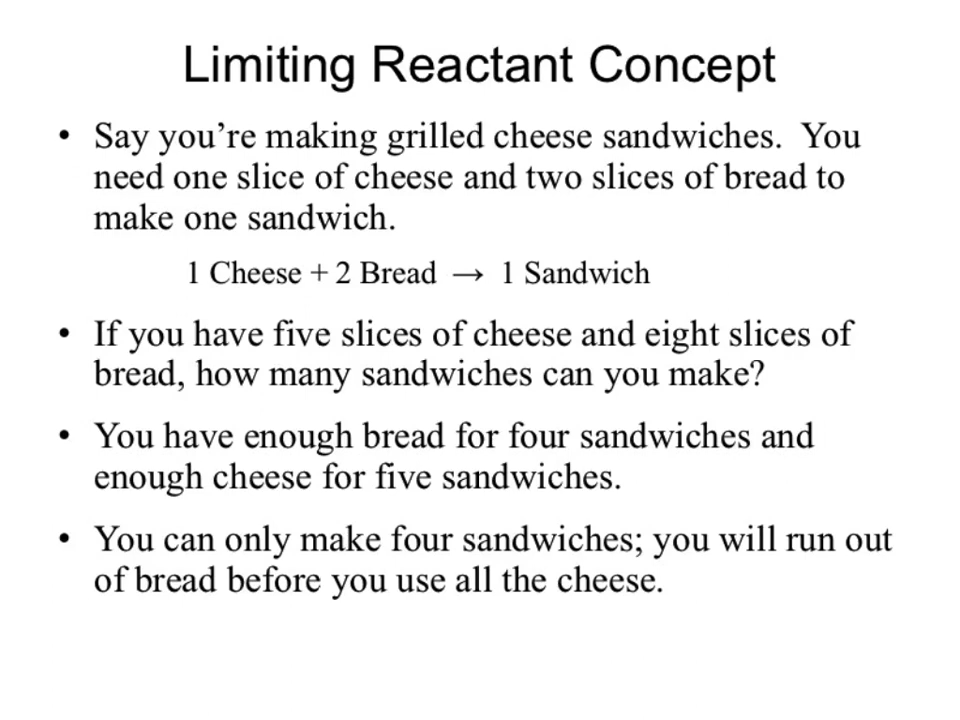 Limiting Reactant Concept
• Say you’re making grilled cheese sandwiches.  You
need one slice of cheese and two slices of bread to
make one sandwich.
1 Cheese + 2 Bread → 1 Sandwich
• If you have five slices of cheese and eight slices of
bread, how many sandwiches can you make?
• You have enough bread for four sandwiches and
enough cheese for five sandwiches.
• You can only make four sandwiches; you will run out
of bread before you use all the cheese.